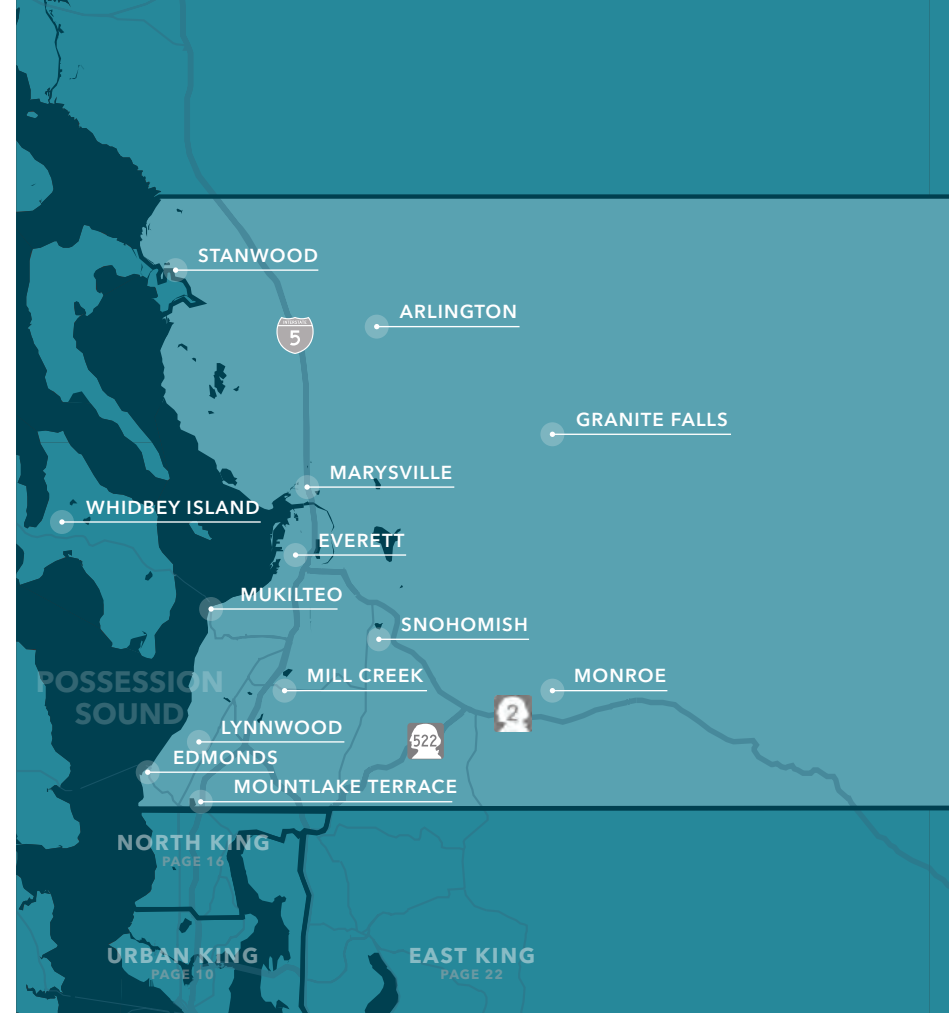 STANWOOD
ARLINGTON
INTERSTATE
5
GRANITE FALLS
MARYSVILLE
WHIDBEY ISLAND
EVERETT
MUKILTEO
SNOHOMISH
MILL CREEK
MONROE
POSSESSION
SOUND
2
LYNNWOOD
522
EDMONDS
MOUNTLAKE TERRACE
NORTH KING
PAGE 16
URBAN KING
PAGE 10
EAST KING
PAGE 22